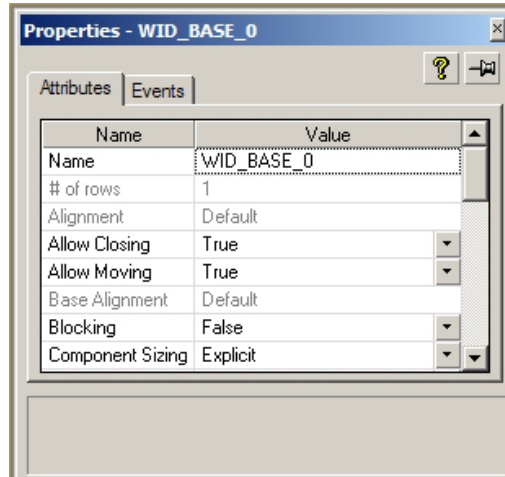 Properties - WID_BASE_0
Attributes Events
Name Value
Name WID_BASE_0
# of rows 1
Alignment Default
Allow Closing True
Allow Moving True
Base Alignment Default
Blocking False
Component Sizing Explicit